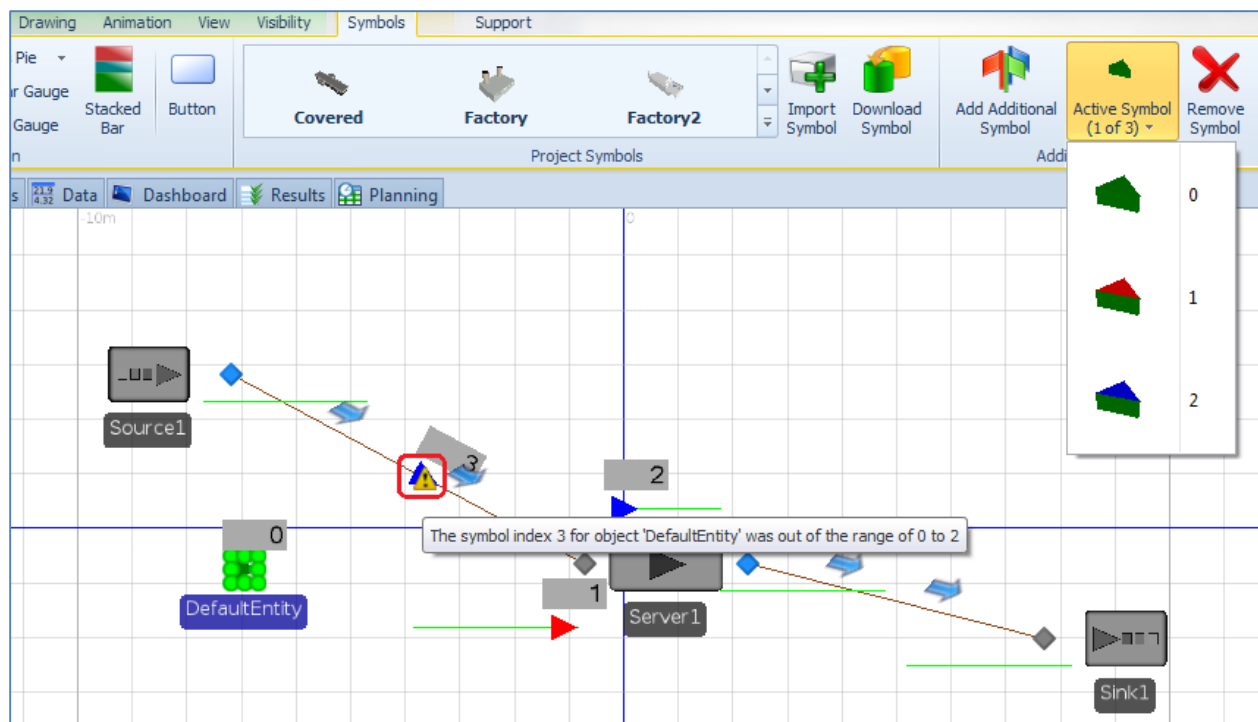 Drawing Animation View Visibility Symbols Support
Pie
Gauge
Gauge
Stacked
Bar
Button
Covered
Factory
Factory2
Import
Symbol
Download
Symbol
Add Additional
Symbol
Active Symbol
(1 of 3)
Remove
Symbol
Project Symbols
Data Dashboard Results Planning
-10m
0
0
1
2
Source1
3
2
The symbol index 3 for object 'DefaultEntity' was out of the range of 0 to 2
0
DefaultEntity
1
Server1
Sink1